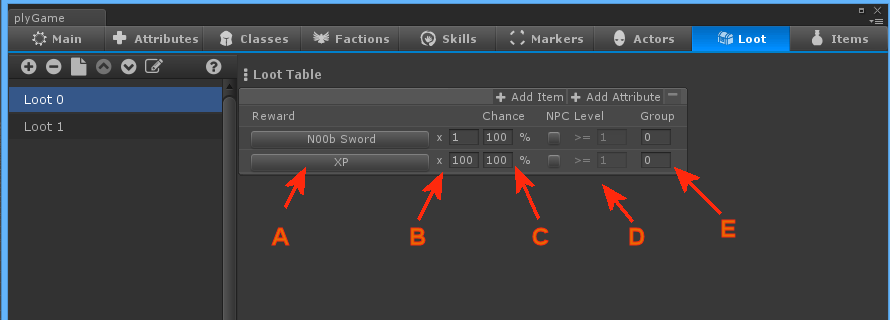 plyGame
Main Attributes Classes Factions Skills Markers Actors Loot Items
Loot Table
Loot 0
Loot 1
+ Add Item + Add Attribute
Reward Chance NPC Level Group
N00b Sword x 1 100 % >= 1 0
XP x 100 100 % >= 1 0
A B C D E